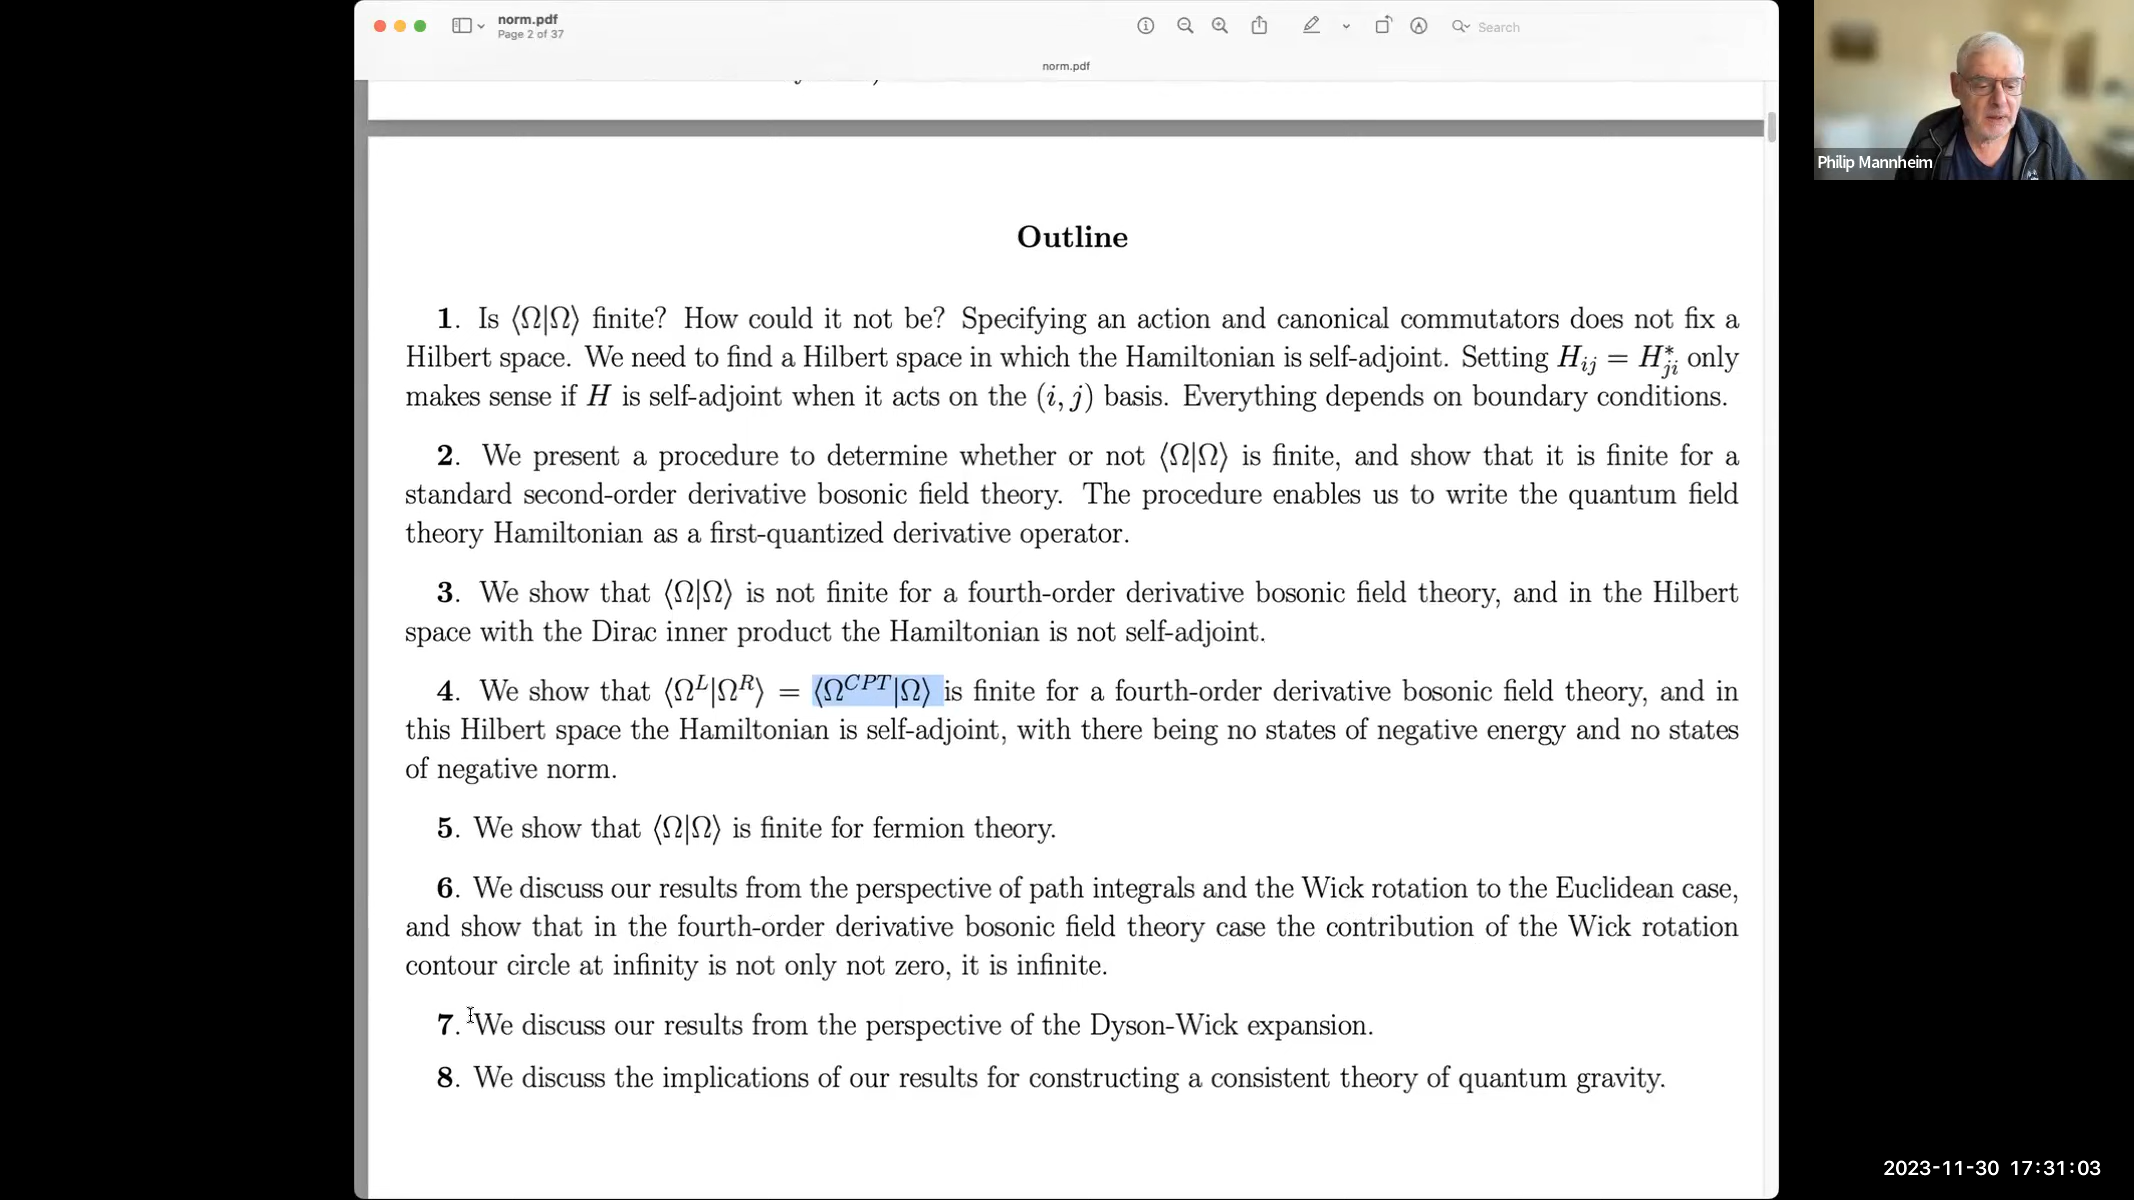 norm.pdf
Page 2 of 37
Search
norm.pdf
Philip Mannheim
Outline
1. Is ⟨Ω|Ω⟩ finite? How could it not be? Specifying an action and canonical commutators does not fix a
Hilbert space. We need to find a Hilbert space in which the Hamiltonian is self-adjoint. Setting H_{ij} = H^*_{ji} only
makes sense if H is self-adjoint when it acts on the (i, j) basis. Everything depends on boundary conditions.
2. We present a procedure to determine whether or not ⟨Ω|Ω⟩ is finite, and show that it is finite for a
standard second-order derivative bosonic field theory. The procedure enables us to write the quantum field
theory Hamiltonian as a first-quantized derivative operator.
3. We show that ⟨Ω|Ω⟩ is not finite for a fourth-order derivative bosonic field theory, and in the Hilbert
space with the Dirac inner product the Hamiltonian is not self-adjoint.
4. We show that ⟨Ω^L|Ω^R⟩ = ⟨Ω^{CPT}|Ω⟩ is finite for a fourth-order derivative bosonic field theory, and in
this Hilbert space the Hamiltonian is self-adjoint, with there being no states of negative energy and no states
of negative norm.
5. We show that ⟨Ω|Ω⟩ is finite for fermion theory.
6. We discuss our results from the perspective of path integrals and the Wick rotation to the Euclidean case,
and show that in the fourth-order derivative bosonic field theory case the contribution of the Wick rotation
contour circle at infinity is not only not zero, it is infinite.
7. We discuss our results from the perspective of the Dyson-Wick expansion.
8. We discuss the implications of our results for constructing a consistent theory of quantum gravity.
2023-11-30 17:31:03